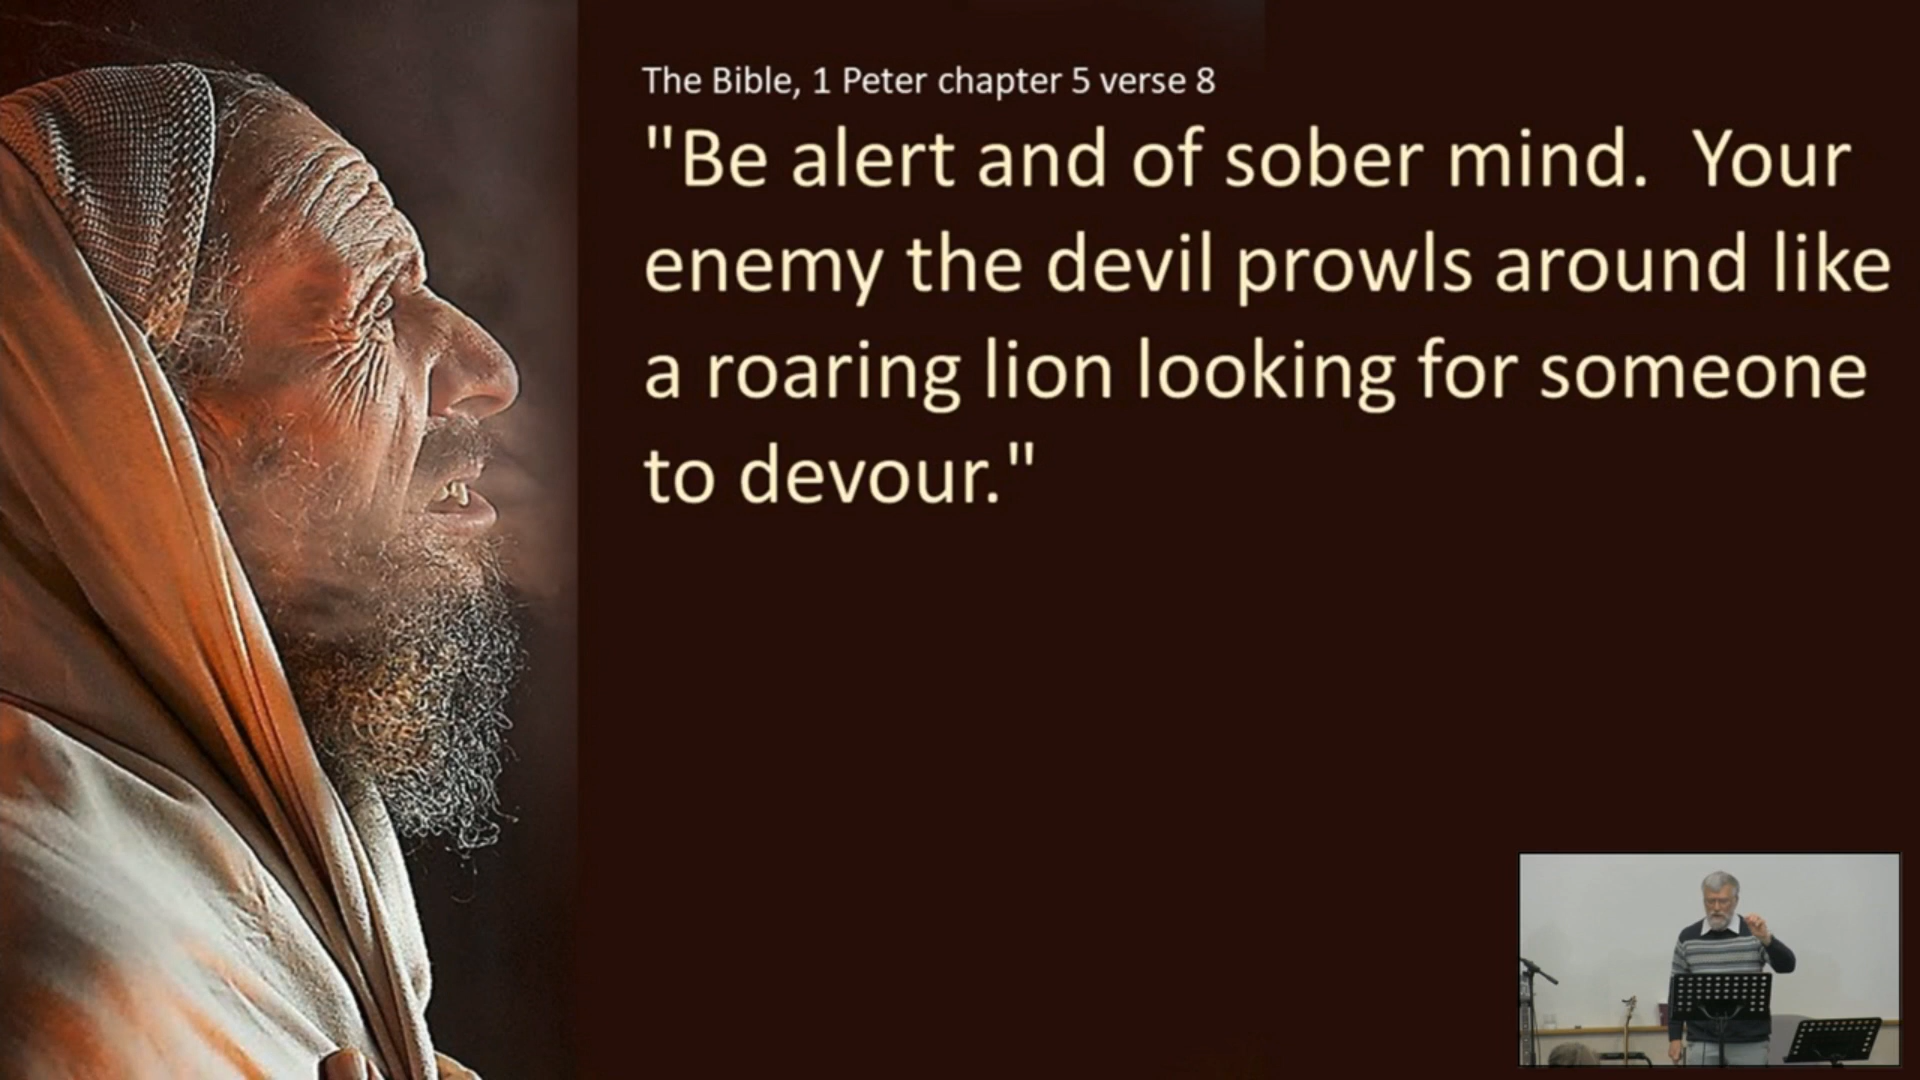 The Bible, 1 Peter chapter 5 verse 8
"Be alert and of sober mind.  Your
enemy the devil prowls around like
a roaring lion looking for someone
to devour."